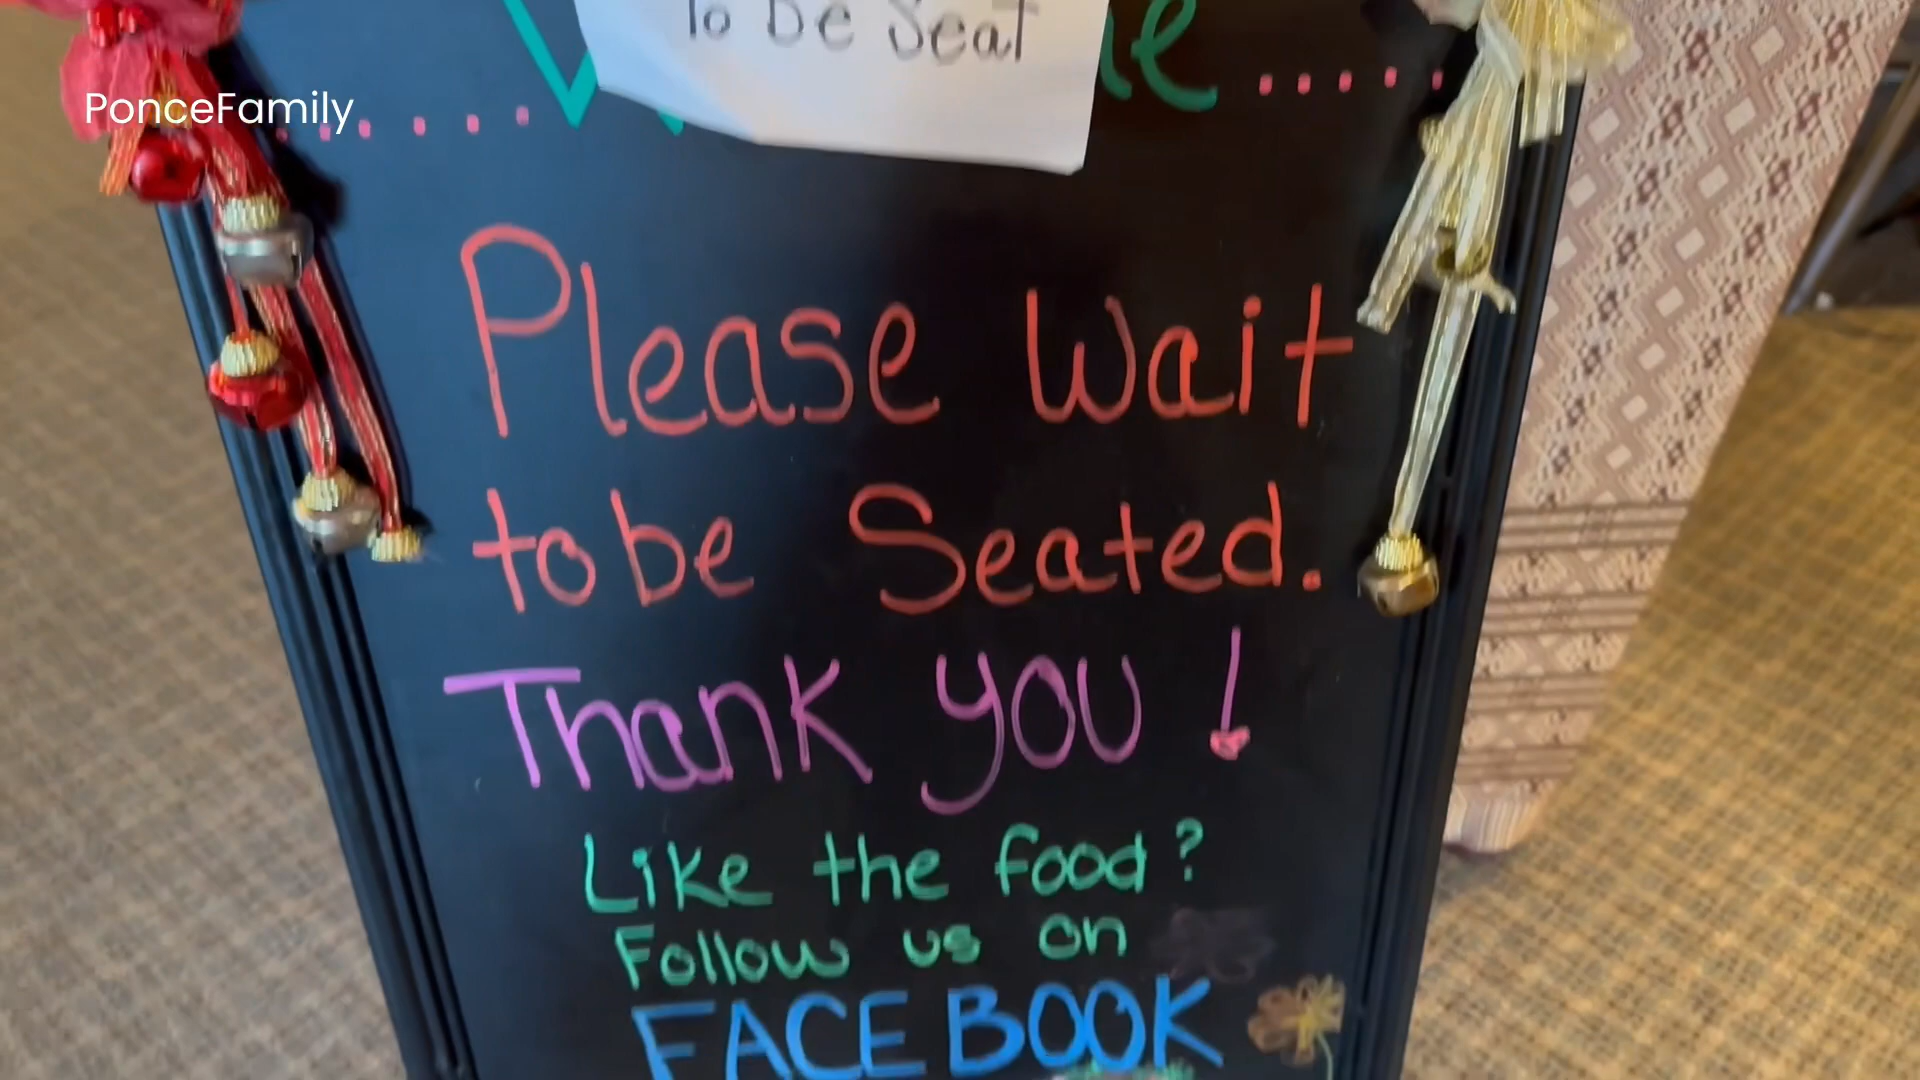 To Be Seat
PonceFamily
Please Wait
to be Seated.
Thank you!
Like the food?
Follow us on
FACEBOOK